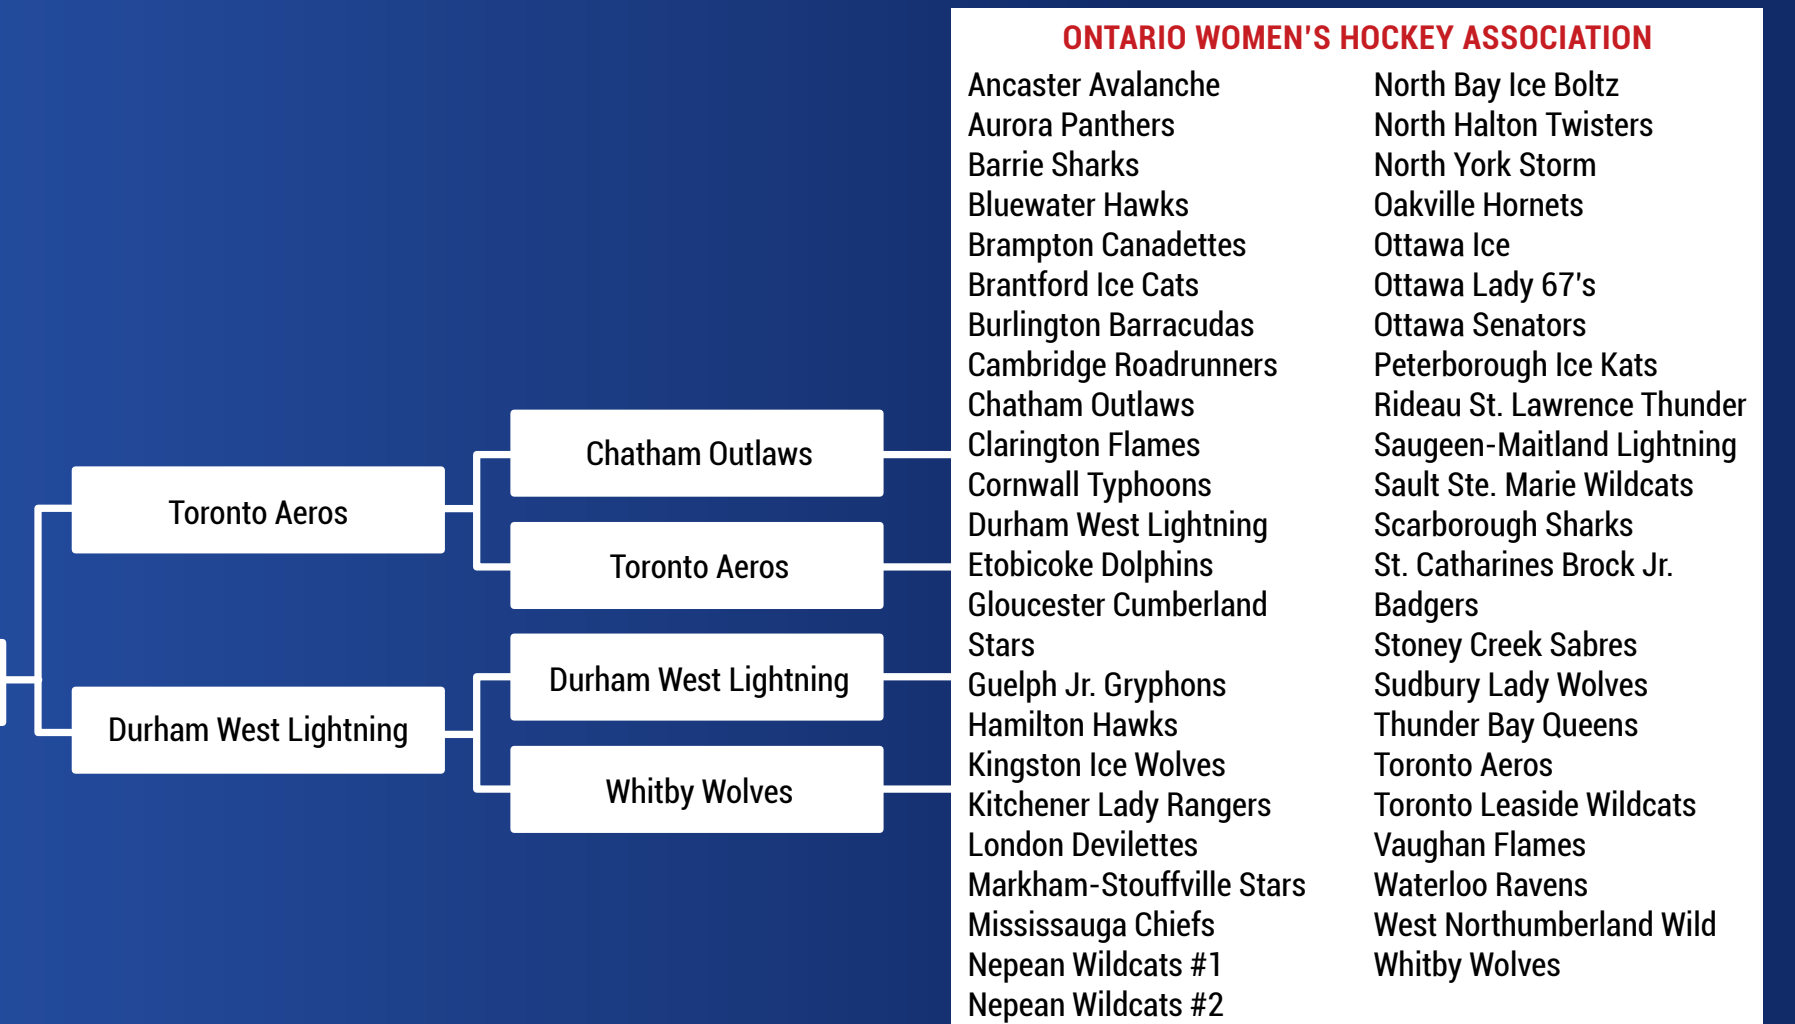 ONTARIO WOMEN'S HOCKEY ASSOCIATION
Ancaster Avalanche
Aurora Panthers
Barrie Sharks
Bluewater Hawks
Brampton Canadettes
Brantford Ice Cats
Burlington Barracudas
Cambridge Roadrunners
Chatham Outlaws
Clarington Flames
Cornwall Typhoons
Durham West Lightning
Etobicoke Dolphins
Gloucester Cumberland
Stars
Guelph Jr. Gryphons
Hamilton Hawks
Kingston Ice Wolves
Kitchener Lady Rangers
London Devilettes
Markham-Stouffville Stars
Mississauga Chiefs
Nepean Wildcats #1
Nepean Wildcats #2
North Bay Ice Boltz
North Halton Twisters
North York Storm
Oakville Hornets
Ottawa Ice
Ottawa Lady 67's
Ottawa Senators
Peterborough Ice Kats
Rideau St. Lawrence Thunder
Saugeen-Maitland Lightning
Sault Ste. Marie Wildcats
Scarborough Sharks
St. Catharines Brock Jr.
Badgers
Stoney Creek Sabres
Sudbury Lady Wolves
Thunder Bay Queens
Toronto Aeros
Toronto Leaside Wildcats
Vaughan Flames
Waterloo Ravens
West Northumberland Wild
Whitby Wolves
Chatham Outlaws
Toronto Aeros
Durham West Lightning
Whitby Wolves
Toronto Aeros
Durham West Lightning